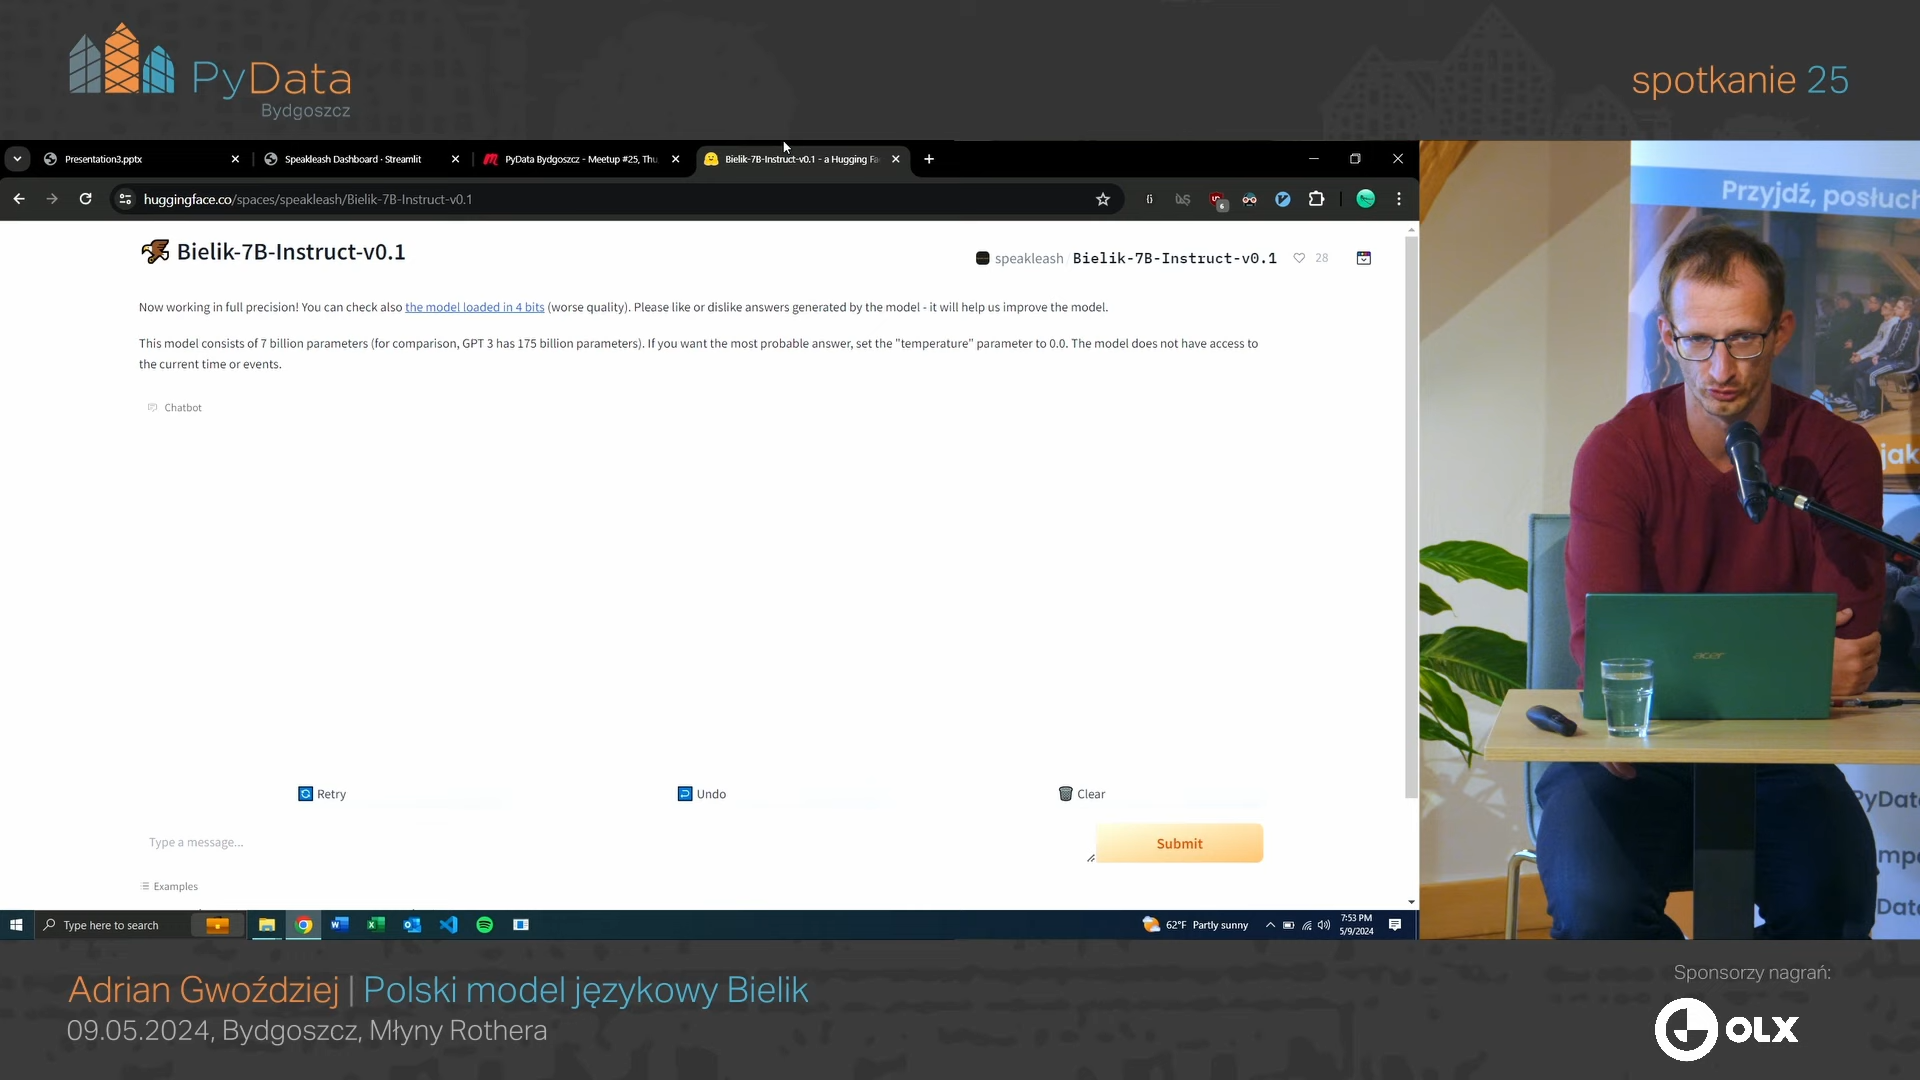 PyData
Bydgoszcz
spotkanie 25
Presentation3.pptx
Speakleash Dashboard · Streamlit
PyData Bydgoszcz - Meetup #25, Thu
Bielik-7B-Instruct-v0.1 - a Hugging Fa
huggingface.co/spaces/speakleash/Bielik-7B-Instruct-v0.1
6
Bielik-7B-Instruct-v0.1
speakleash Bielik-7B-Instruct-v0.1 28
Now working in full precision! You can check also the model loaded in 4 bits (worse quality). Please like or dislike answers generated by the model - it will help us improve the model.
This model consists of 7 billion parameters (for comparison, GPT 3 has 175 billion parameters). If you want the most probable answer, set the "temperature" parameter to 0.0. The model does not have access to
the current time or events.
Chatbot
Retry
Undo
Clear
Type a message...
Submit
Examples
Type here to search
62°F Partly sunny
7:53 PM
5/9/2024
Przyjdź, posłuch
jak
acer
PyData
Data
Adrian Gwoździej | Polski model językowy Bielik
09.05.2024, Bydgoszcz, Młyny Rothera
Sponsorzy nagrań:
OLX